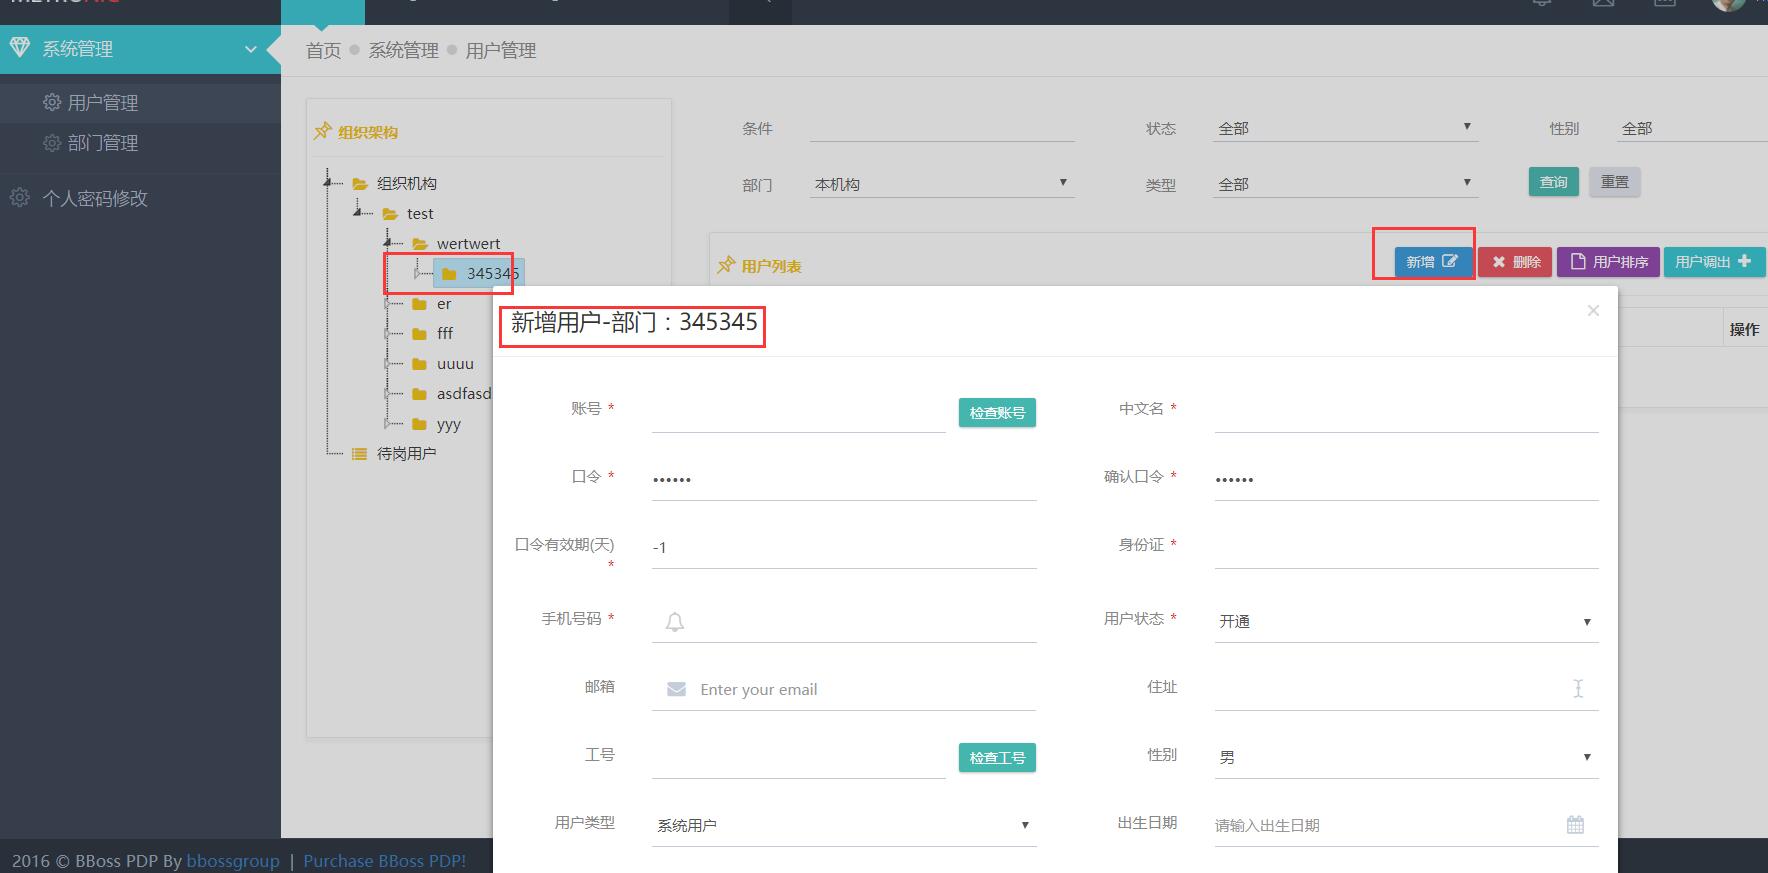 系统管理
用户管理
部门管理
个人密码修改
首页 系统管理 用户管理
组织架构
组织机构
test
wertwert
345345
er
fff
uuuu
asdfasd
yyy
待岗用户
条件
状态 全部
性别 全部
部门 本机构
类型 全部
查询 重置
用户列表
新增 删除 用户排序 用户调出
操作
新增用户-部门：345345
账号 * 检查账号
中文名 *
口令 * ••••••
确认口令 * ••••••
口令有效期(天) * -1
身份证 *
手机号码 *
用户状态 * 开通
邮箱 Enter your email
住址
工号 检查工号
性别 男
用户类型 系统用户
出生日期 请输入出生日期
2016 © BBoss PDP By bbossgroup | Purchase BBoss PDP!